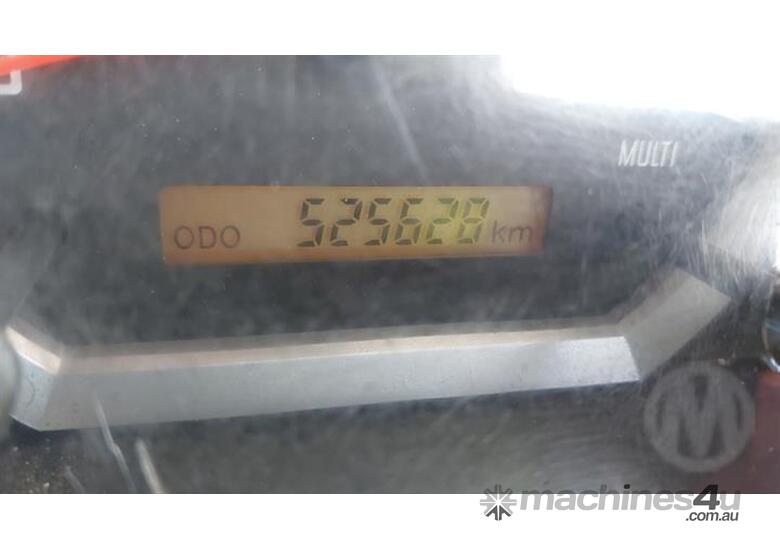 MULTI
ODO 525628 km
M
machines4u
.com.au